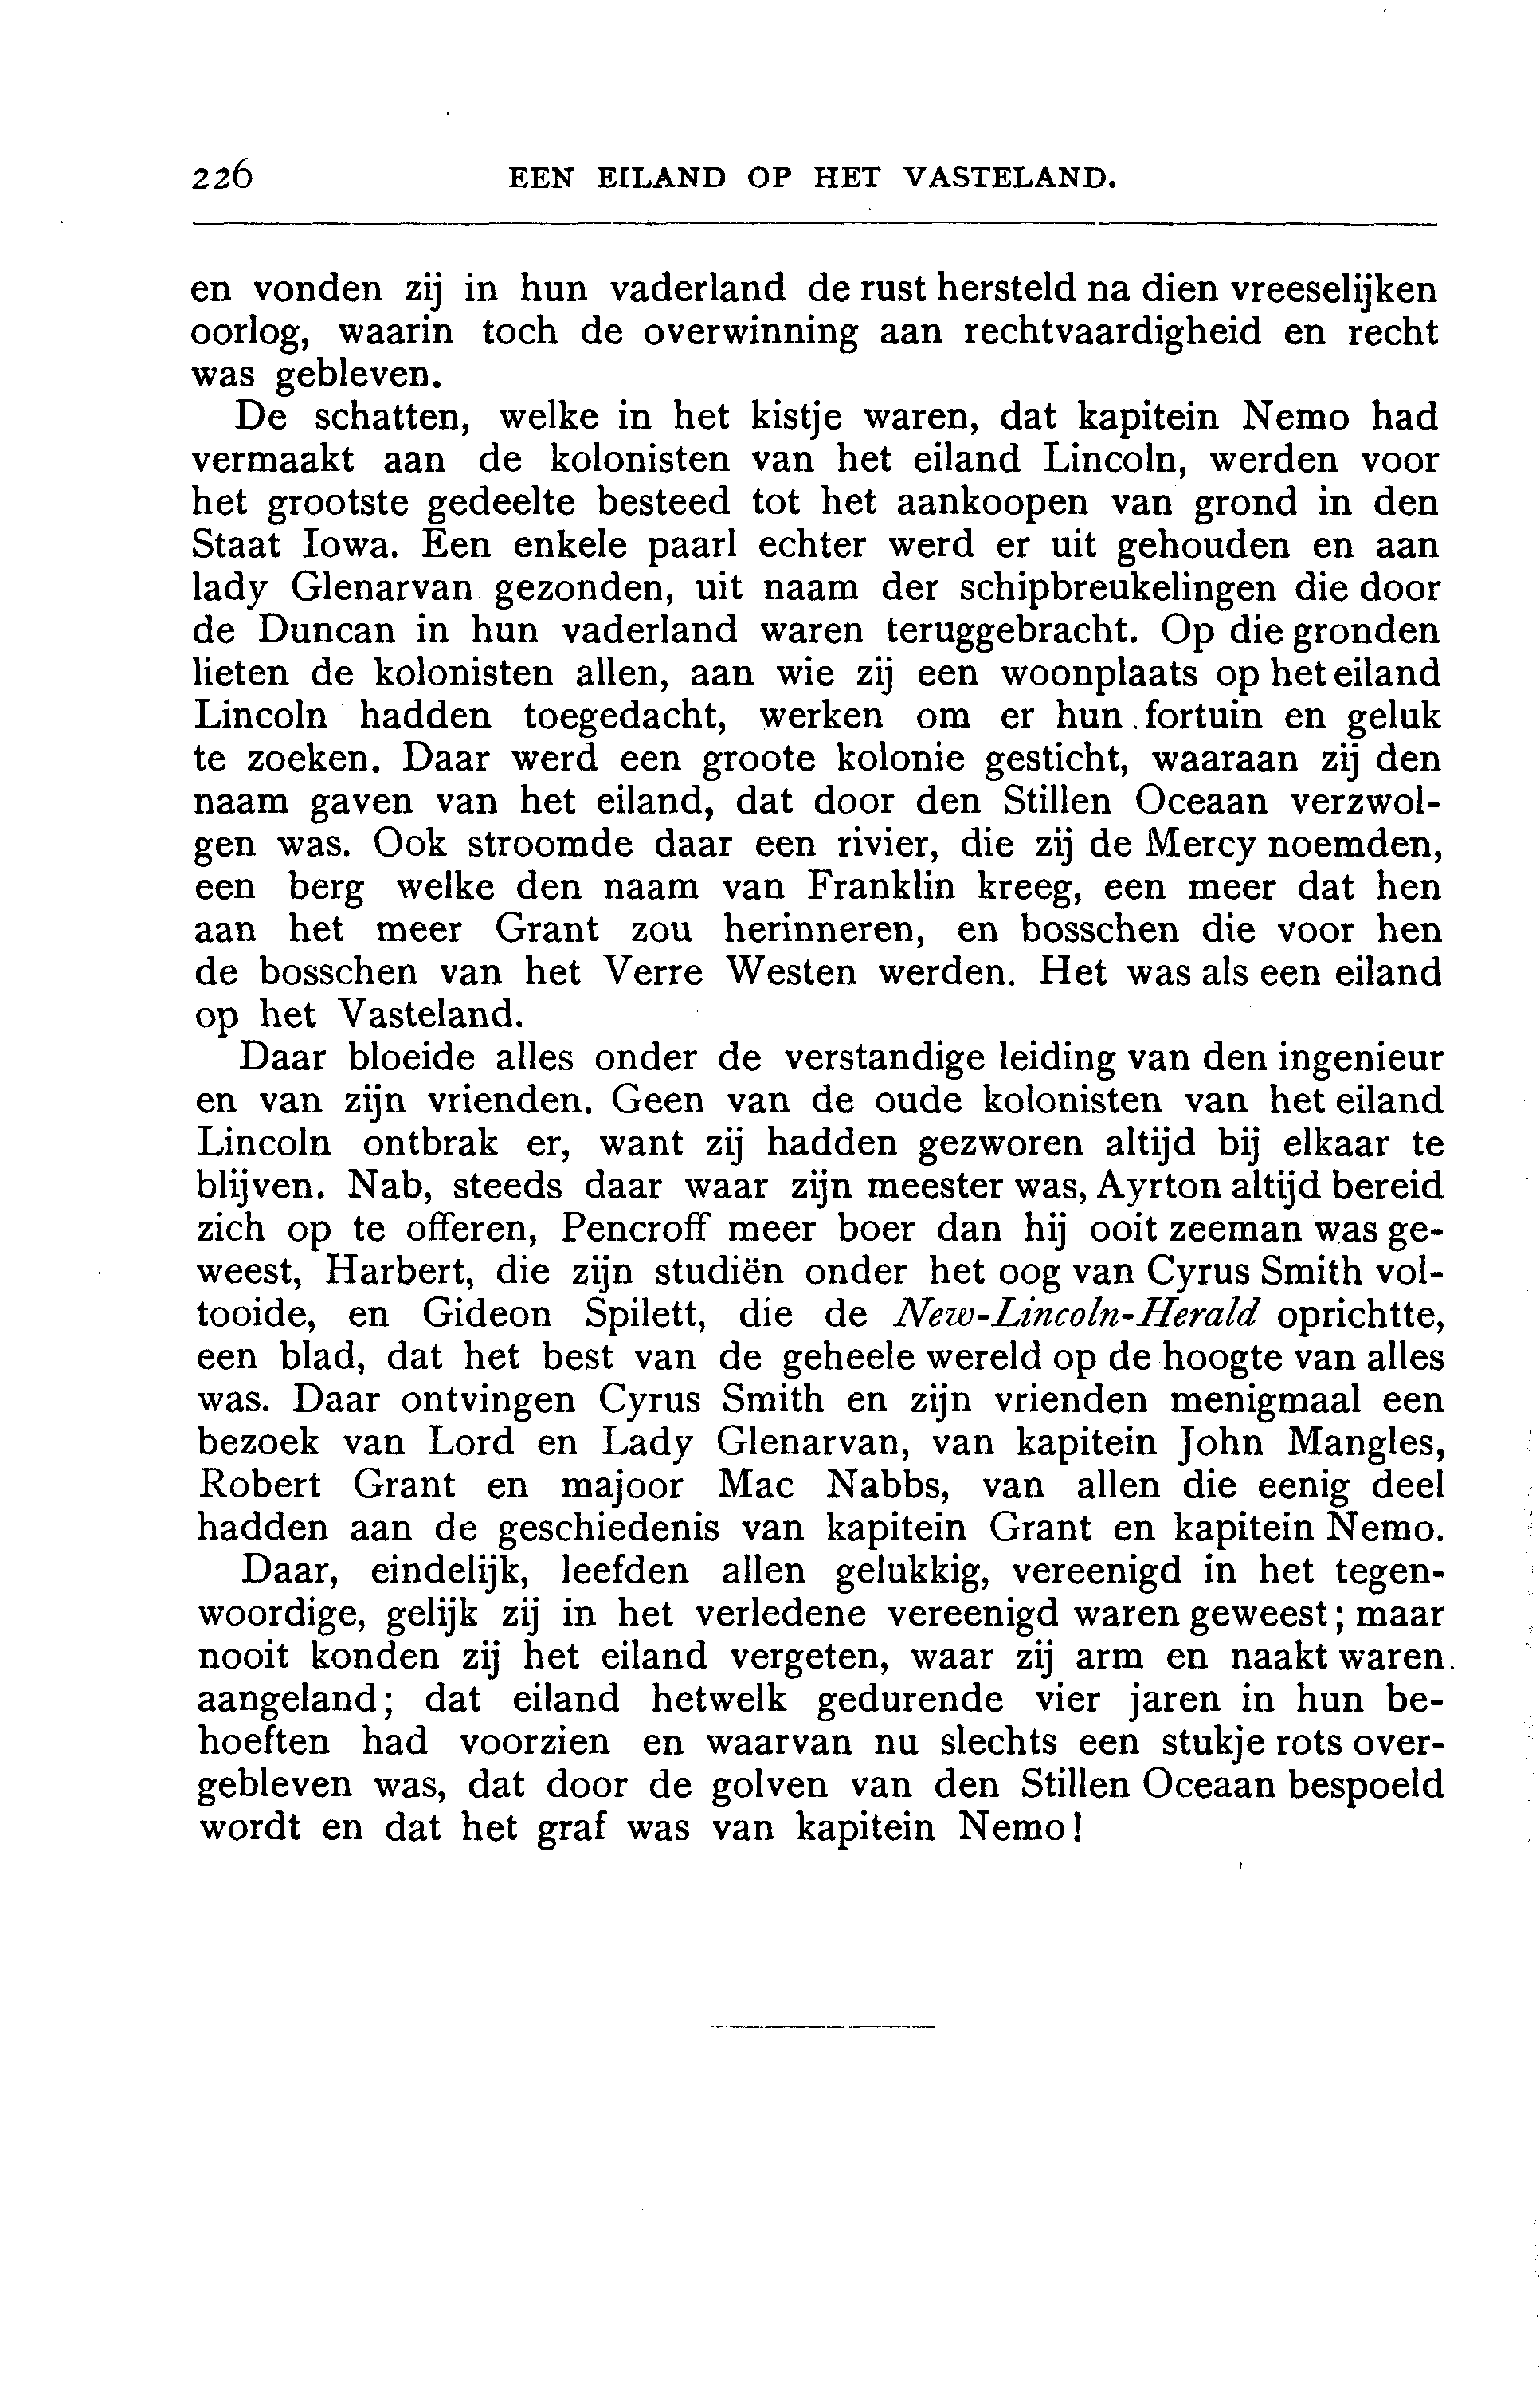 226 EEN EILAND OP HET VASTELAND.
en vonden zij in hun vaderland de rust hersteld na dien vreeselijken
oorlog, waarin toch de overwinning aan rechtvaardigheid en recht
was gebleven.
De schatten, welke in het kistje waren, dat kapitein Nemo had
vermaakt aan de kolonisten van het eiland Lincoln, werden voor
het grootste gedeelte besteed tot het aankoopen van grond in den
Staat Iowa. Een enkele paarl echter werd er uit gehouden en aan
lady Glenarvan gezonden, uit naam der schipbreukelingen die door
de Duncan in hun vaderland waren teruggebracht. Op die gronden
lieten de kolonisten allen, aan wie zij een woonplaats op het eiland
Lincoln hadden toegedacht, werken om er hun fortuin en geluk
te zoeken. Daar werd een groote kolonie gesticht, waaraan zij den
naam gaven van het eiland, dat door den Stillen Oceaan verzwol-
gen was. Ook stroomde daar een rivier, die zij de Mercy noemden,
een berg welke den naam van Franklin kreeg, een meer dat hen
aan het meer Grant zou herinneren, en bosschen die voor hen
de bosschen van het Verre Westen werden. Het was als een eiland
op het Vasteland.
Daar bloeide alles onder de verstandige leiding van den ingenieur
en van zijn vrienden. Geen van de oude kolonisten van het eiland
Lincoln ontbrak er, want zij hadden gezworen altijd bij elkaar te
blijven. Nab, steeds daar waar zijn meester was, Ayrton altijd bereid
zich op te offeren, Pencroff meer boer dan hij ooit zeeman was ge-
weest, Harbert, die zijn studiën onder het oog van Cyrus Smith vol-
tooide, en Gideon Spilett, die de New-Lincoln-Herald oprichtte,
een blad, dat het best van de geheele wereld op de hoogte van alles
was. Daar ontvingen Cyrus Smith en zijn vrienden menigmaal een
bezoek van Lord en Lady Glenarvan, van kapitein John Mangles,
Robert Grant en majoor Mac Nabbs, van allen die eenig deel
hadden aan de geschiedenis van kapitein Grant en kapitein Nemo.
Daar, eindelijk, leefden allen gelukkig, vereenigd in het tegen-
woordige, gelijk zij in het verledene vereenigd waren geweest; maar
nooit konden zij het eiland vergeten, waar zij arm en naakt waren.
aangeland; dat eiland hetwelk gedurende vier jaren in hun be-
hoeften had voorzien en waarvan nu slechts een stukje rots over-
gebleven was, dat door de golven van den Stillen Oceaan bespoeld
wordt en dat het graf was van kapitein Nemo!